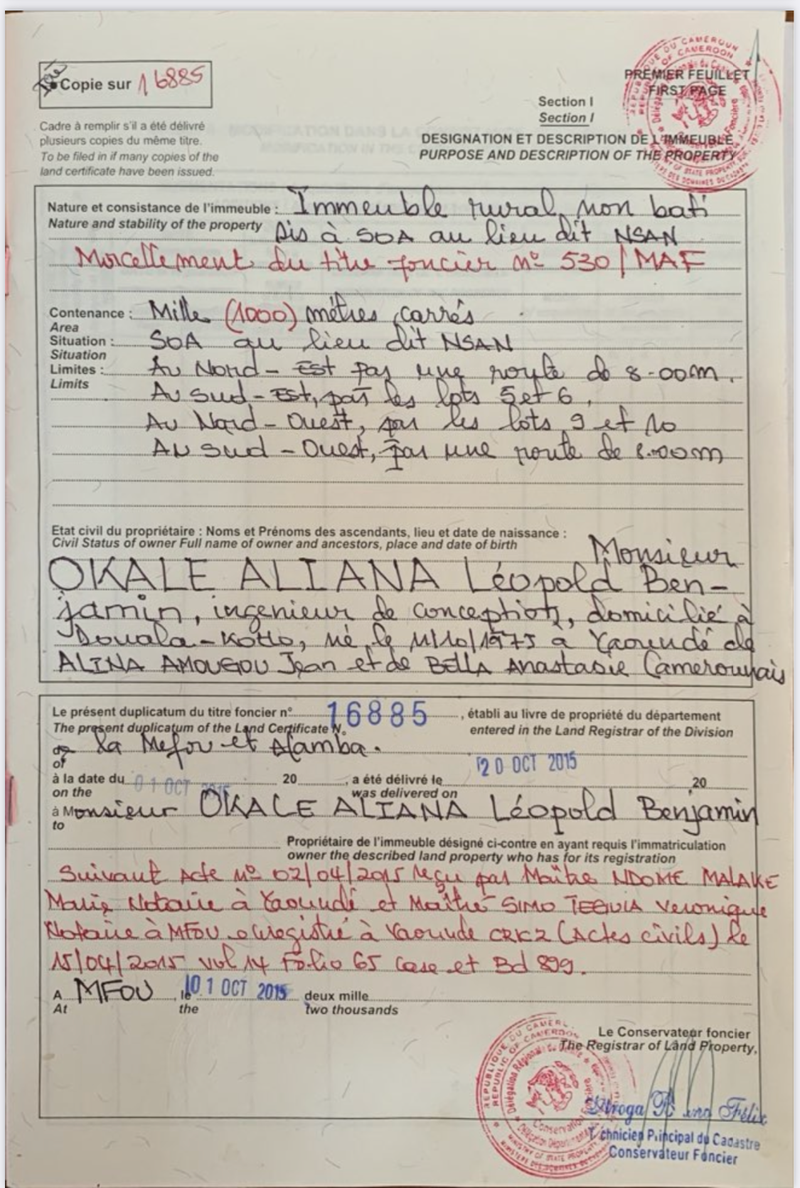 Copie sur 16885
PREMIER FEUILLET
FIRST PAGE
Section I
Section I
Cadre à remplir s'il a été délivré
plusieurs copies du même titre.
To be filed in if many copies of the
land certificate have been issued.
DESIGNATION ET DESCRIPTION DE L'IMMEUBLE
PURPOSE AND DESCRIPTION OF THE PROPERTY
Nature et consistance de l'immeuble : Immeuble rural, non bati
Nature and stability of the property Sis à SOA au lieu dit NSAN
Morcellement du titre foncier n° 530/MAF
Contenance : Mille (1000) mètres carrés
Area
Situation : SOA au lieu dit NSAN
Situation
Limites : Au Nord-Est par une route de 8.00m.
Limits Au Sud-Est, par les lots 5 et 6.
Au Nord-Ouest, par les lots, 9 et 10
Au Sud-Ouest, par une route de 8.00m
Etat civil du propriétaire : Noms et Prénoms des ascendants, lieu et date de naissance :
Civil Status of owner Full name of owner and ancestors, place and date of birth Monsieur
OKALE ALIANA Léopold Ben-
jamin, ingenieur de conception, domicilié à
Douala-Kotto, né le 11/10/1975 à Yaoundé de
ALINA AMOUGOU Jean et de BELLA Anastasie Camerounais
Le présent duplicatum du titre foncier n° 16885, établi au livre de propriété du département
The present duplicatum of the Land Certificate N. entered in the Land Registrar of the Division
de la Mefou et Afamba.
of
à la date du 01 OCT 2015 20 , a été délivré le 20 OCT 2015 ,20
on the was delivered on
à Monsieur OKALE ALIANA Léopold Benjamin
to
Propriétaire de l'immeuble désigné ci-contre en ayant requis l'immatriculation
owner the described land property who has for its registration
Suivant Acte N° 02/04/2015 reçu par Maître NDOME MALAKE
Marie Notaire à Yaoundé et Maître SIMO TEGUIA Veronique
Notaire à MFOU enregistré à Yaoundé CRKZ (Actes civils) le
15/04/2015 vol 14 Folio 65 Case et Bd 899.
A MFOU, le 01 OCT 2015 deux mille
At the Two thousands
Le Conservateur foncier
The Registrar of Land Property,
Félix
Technicien Principal du Cadastre
Conservateur Foncier